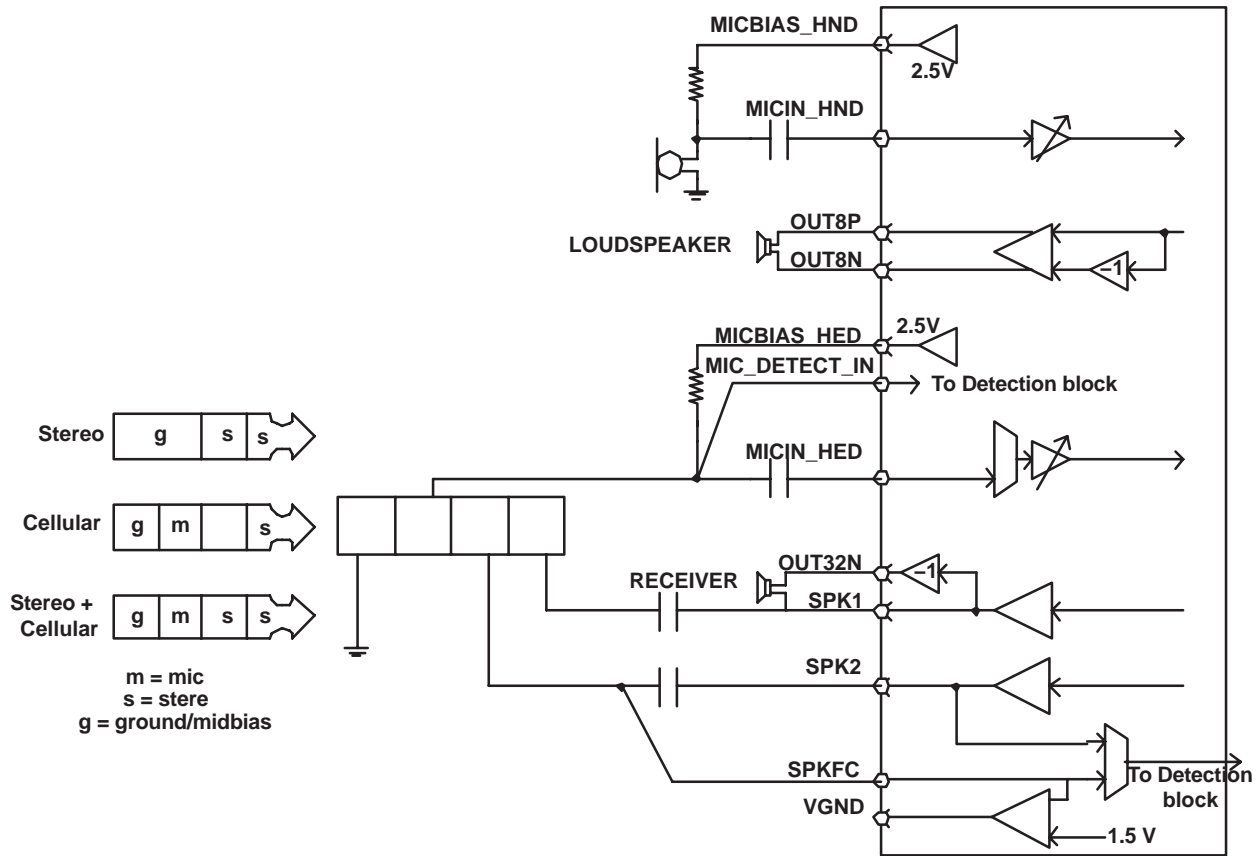 MICBIAS_HND
2.5V
MICIN_HND
OUT8P
LOUDSPEAKER
OUT8N
−1
MICBIAS_HED
2.5V
MIC_DETECT_IN
To Detection block
Stereo
g
s
s
MICIN_HED
Cellular
g
m
s
OUT32N
−1
RECEIVER
SPK1
Stereo +
Cellular
g
m
s
s
m = mic
s = stere
g = ground/midbias
SPK2
SPKFC
To Detection
block
VGND
1.5 V